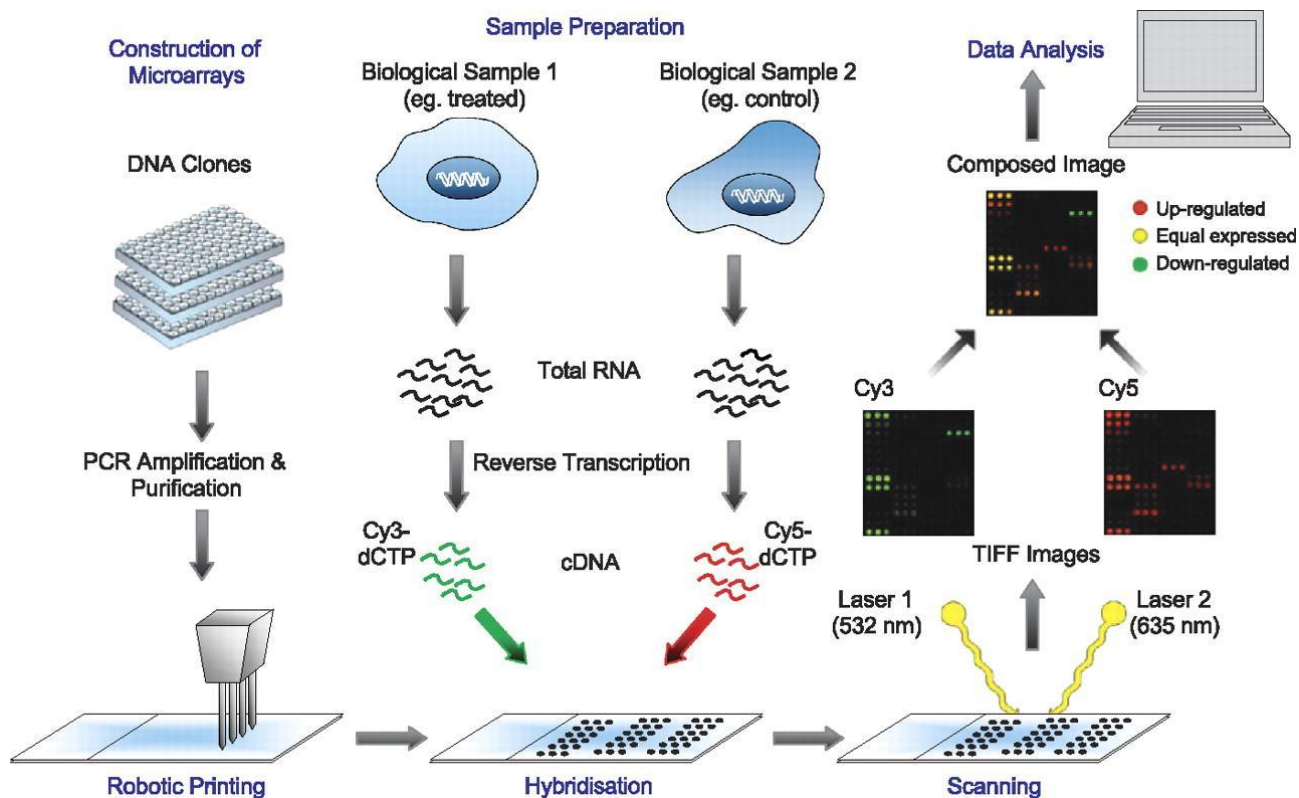 Construction of
Microarrays
DNA Clones
PCR Amplification &
Purification
Robotic Printing
Sample Preparation
Biological Sample 1
(eg. treated)
Biological Sample 2
(eg. control)
Total RNA
Reverse Transcription
Cy3-
dCTP
cDNA
Cy5-
dCTP
Hybridisation
Data Analysis
Composed Image
Up-regulated
Equal expressed
Down-regulated
Cy3
Cy5
TIFF Images
Laser 1
(532 nm)
Laser 2
(635 nm)
Scanning